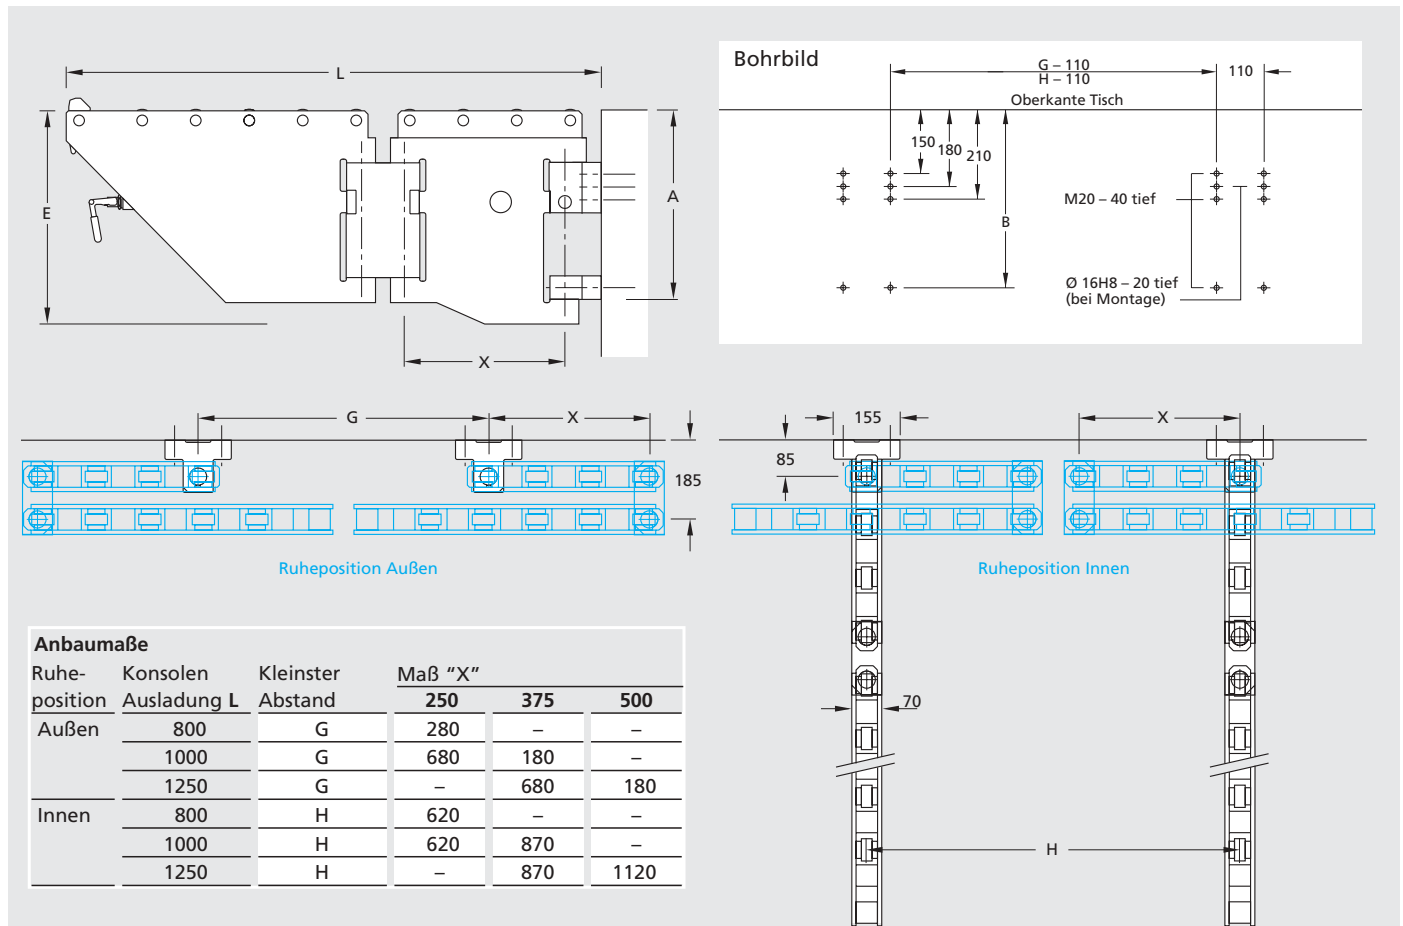 L
E
A
X
Bohrbild
G – 110
H – 110
110
Oberkante Tisch
150
180
210
B
M20 – 40 tief
Ø 16H8 – 20 tief
(bei Montage)
G
X
185
Ruheposition Außen
155
X
85
Ruheposition Innen
70
H
Anbaumaße
Ruhe- Konsolen Kleinster Maß “X”
position Ausladung L Abstand 250 375 500
Außen 800 G 280 – –
1000 G 680 180 –
1250 G – 680 180
Innen 800 H 620 – –
1000 H 620 870 –
1250 H – 870 1120